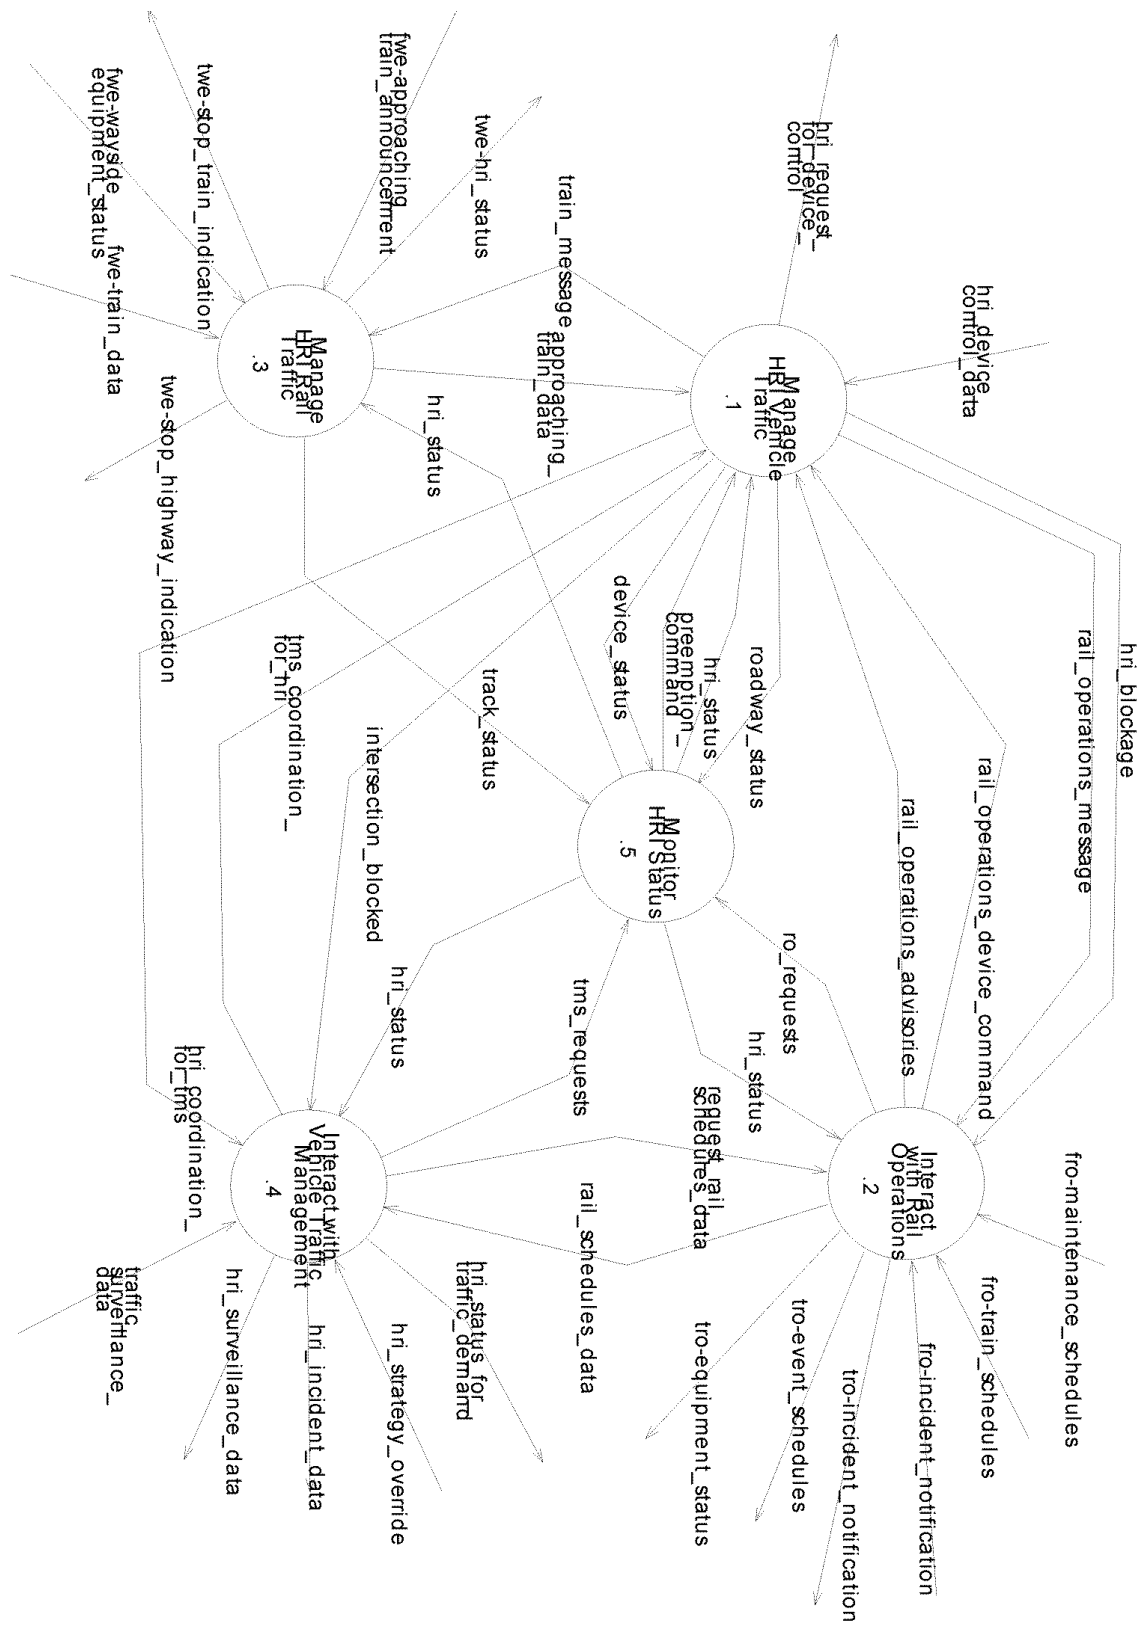 hri_blockage
rail_operations_message
fro-maintenance_schedules
hri_device_
control_data
rail_operations_device_command
fro-train_schedules
rail_operations_advisories
fro-incident_notification
Interact
with Rail
Operations
.2
tro-incident_notification
hri_request_
for_device_
control
Manage
HRI Vehicle
Traffic
.1
ro_requests
tro-event_schedules
roadway_status
hri_status
hri_status
preemption_
command
request_rail_
schedules_data
tro-equipment_status
device_status
Monitor
HRI Status
.5
train_message
approaching_
train_data
tms_requests
rail_schedules_data
twe-hri_status
track_status
hri_status
hri_status
hri_status_for_
traffic_demand
fwe-approaching_
train_announcement
intersection_blocked
hri_strategy_override
Manage
HRI Rail
Traffic
.3
tms_coordination_
for_hri
Interact with
Vehicle Traffic
Management
.4
hri_incident_data
twe-stop_train_indication
hri_surveillance_data
twe-stop_highway_indication
hri_coordination_
for_tms
fwe-wayside_
equipment_status
fwe-train_data
traffic_
surveillance_
data